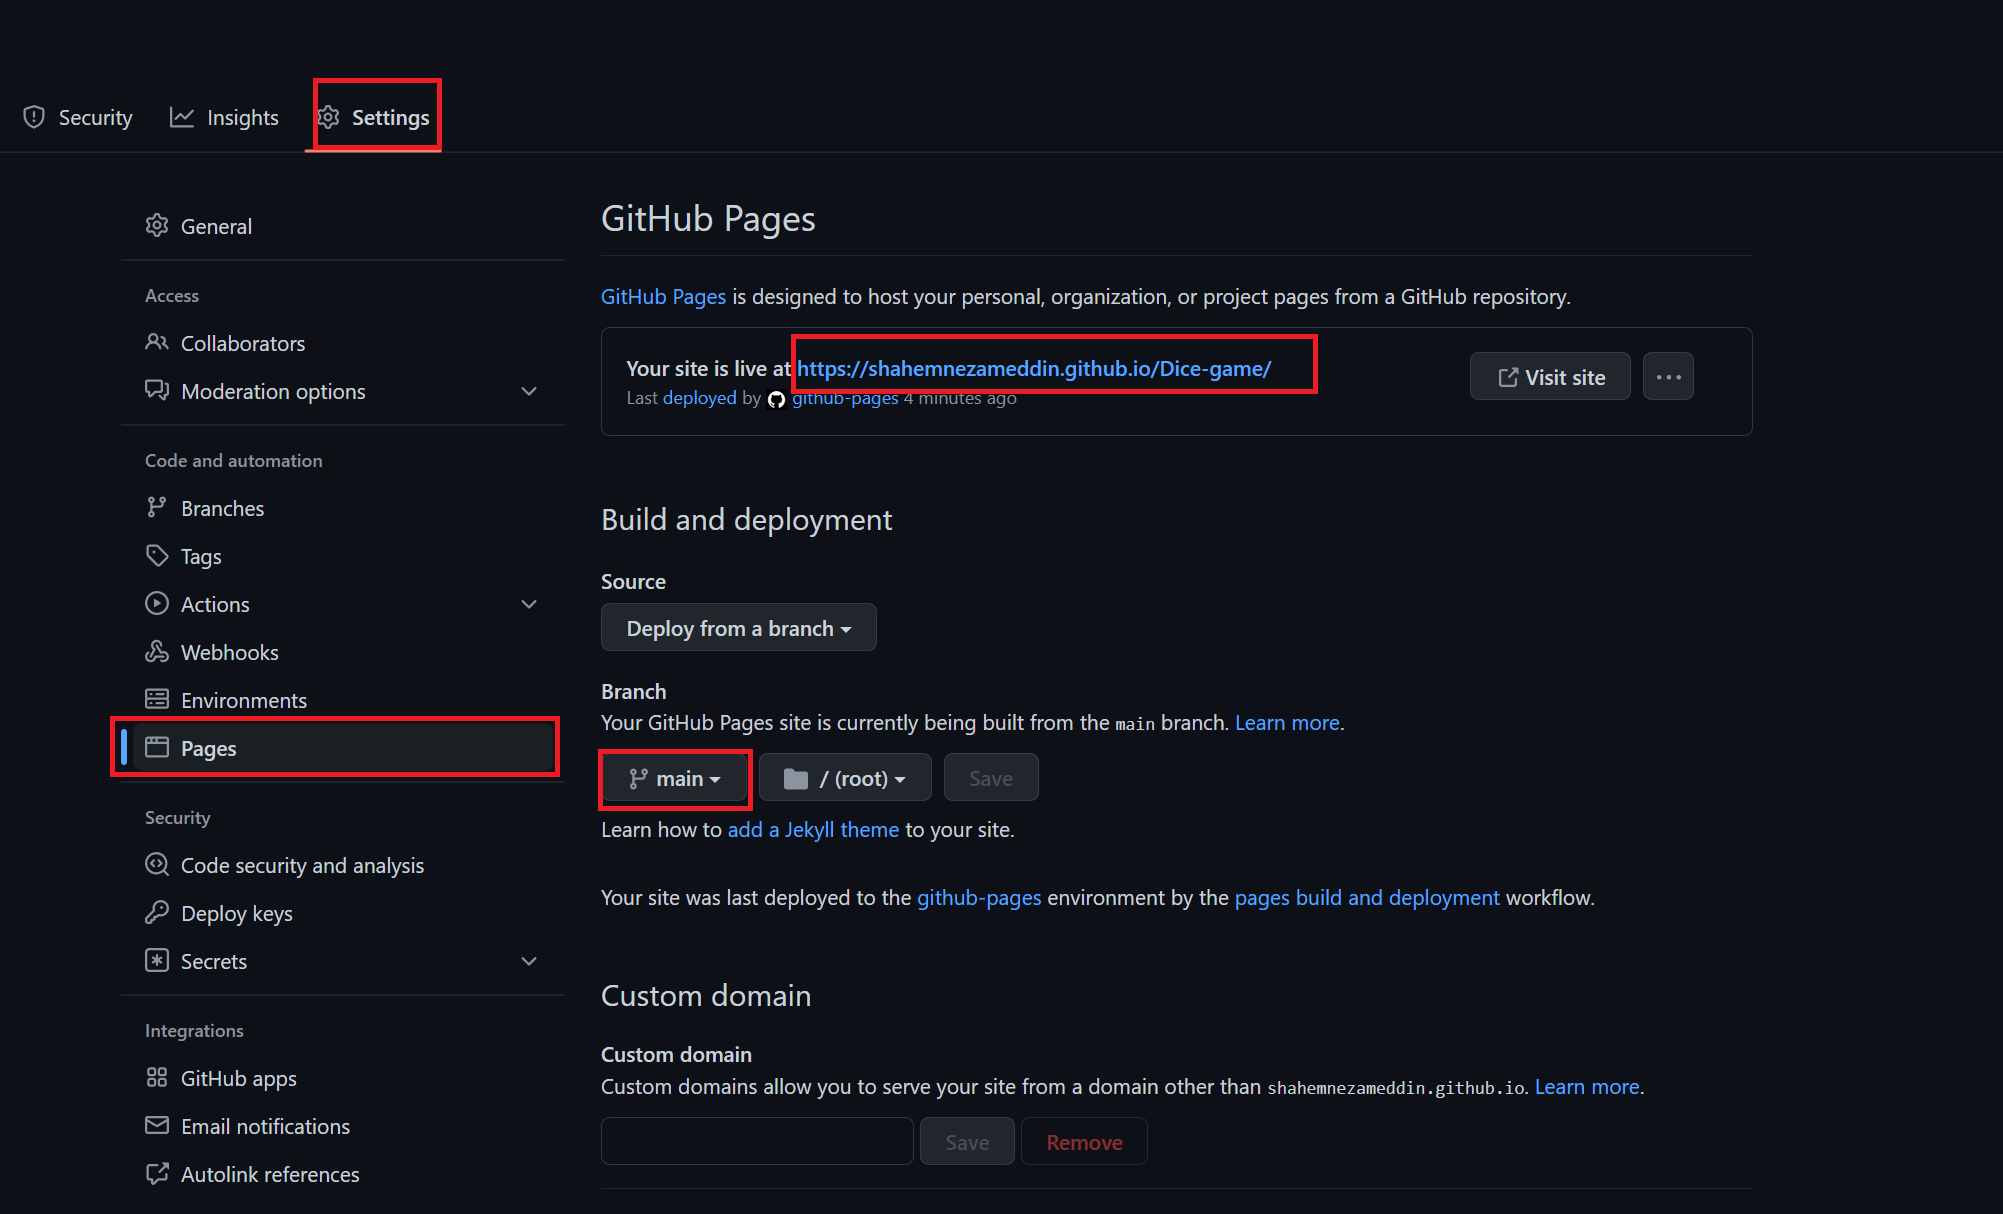 Security Insights Settings
General
Access
Collaborators
Moderation options
Code and automation
Branches
Tags
Actions
Webhooks
Environments
Pages
Security
Code security and analysis
Deploy keys
Secrets
Integrations
GitHub apps
Email notifications
Autolink references
GitHub Pages
GitHub Pages is designed to host your personal, organization, or project pages from a GitHub repository.
Your site is live at https://shahemnezameddin.github.io/Dice-game/
Last deployed by github-pages 4 minutes ago
Visit site
Build and deployment
Source
Deploy from a branch
Branch
Your GitHub Pages site is currently being built from the main branch. Learn more.
main / (root) Save
Learn how to add a Jekyll theme to your site.
Your site was last deployed to the github-pages environment by the pages build and deployment workflow.
Custom domain
Custom domain
Custom domains allow you to serve your site from a domain other than shahemnezameddin.github.io. Learn more.
Save Remove